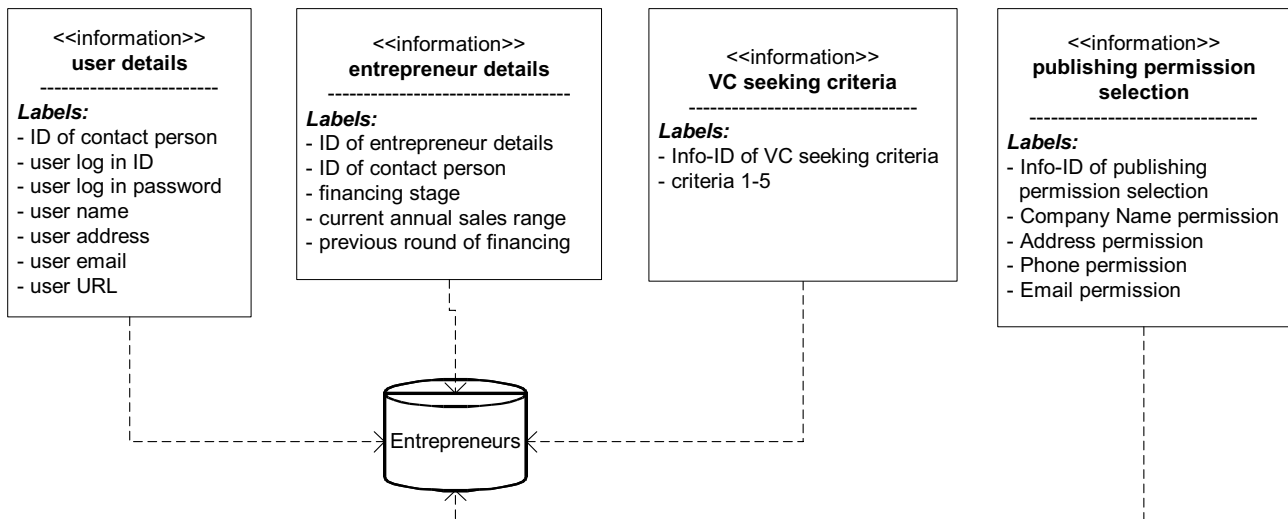 <<information>>
user details
-------------------------
Labels:
- ID of contact person
- user log in ID
- user log in password
- user name
- user address
- user email
- user URL
<<information>>
entrepreneur details
----------------------------------
Labels:
- ID of entrepreneur details
- ID of contact person
- financing stage
- current annual sales range
- previous round of financing
<<information>>
VC seeking criteria
----------------------------
Labels:
- Info-ID of VC seeking criteria
- criteria 1-5
<<information>>
publishing permission
selection
--------------------------------
Labels:
- Info-ID of publishing
permission selection
- Company Name permission
- Address permission
- Phone permission
- Email permission
Entrepreneurs